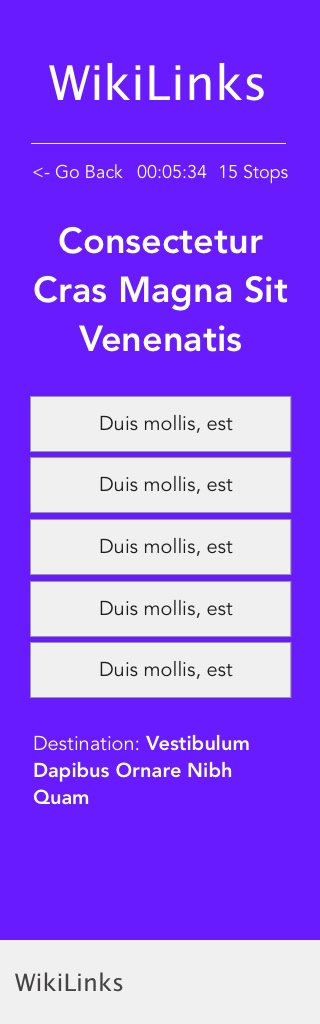 WikiLinks
<- Go Back 00:05:34 15 Stops
Consectetur
Cras Magna Sit
Venenatis
Duis mollis, est
Duis mollis, est
Duis mollis, est
Duis mollis, est
Duis mollis, est
Destination: Vestibulum
Dapibus Ornare Nibh
Quam
WikiLinks